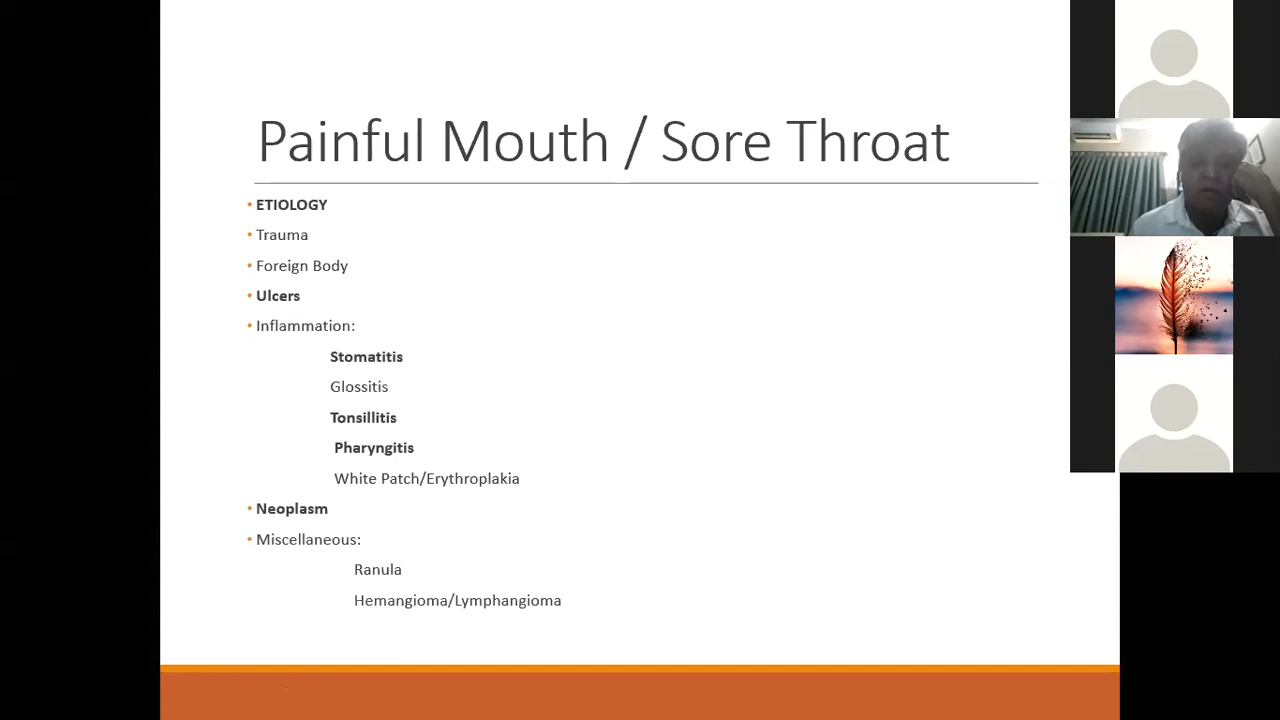 Painful Mouth / Sore Throat
• ETIOLOGY
• Trauma
• Foreign Body
• Ulcers
• Inflammation:
Stomatitis
Glossitis
Tonsillitis
Pharyngitis
White Patch/Erythroplakia
• Neoplasm
• Miscellaneous:
Ranula
Hemangioma/Lymphangioma